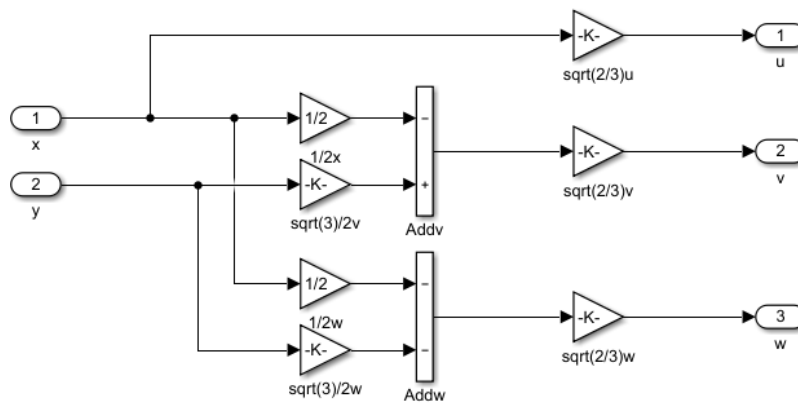 -K-
sqrt(2/3)u
1
u
1
x
1/2
1/2x
−
+
Addv
-K-
sqrt(2/3)v
2
v
2
y
-K-
sqrt(3)/2v
1/2
1/2w
−
−
Addw
-K-
sqrt(2/3)w
3
w
-K-
sqrt(3)/2w